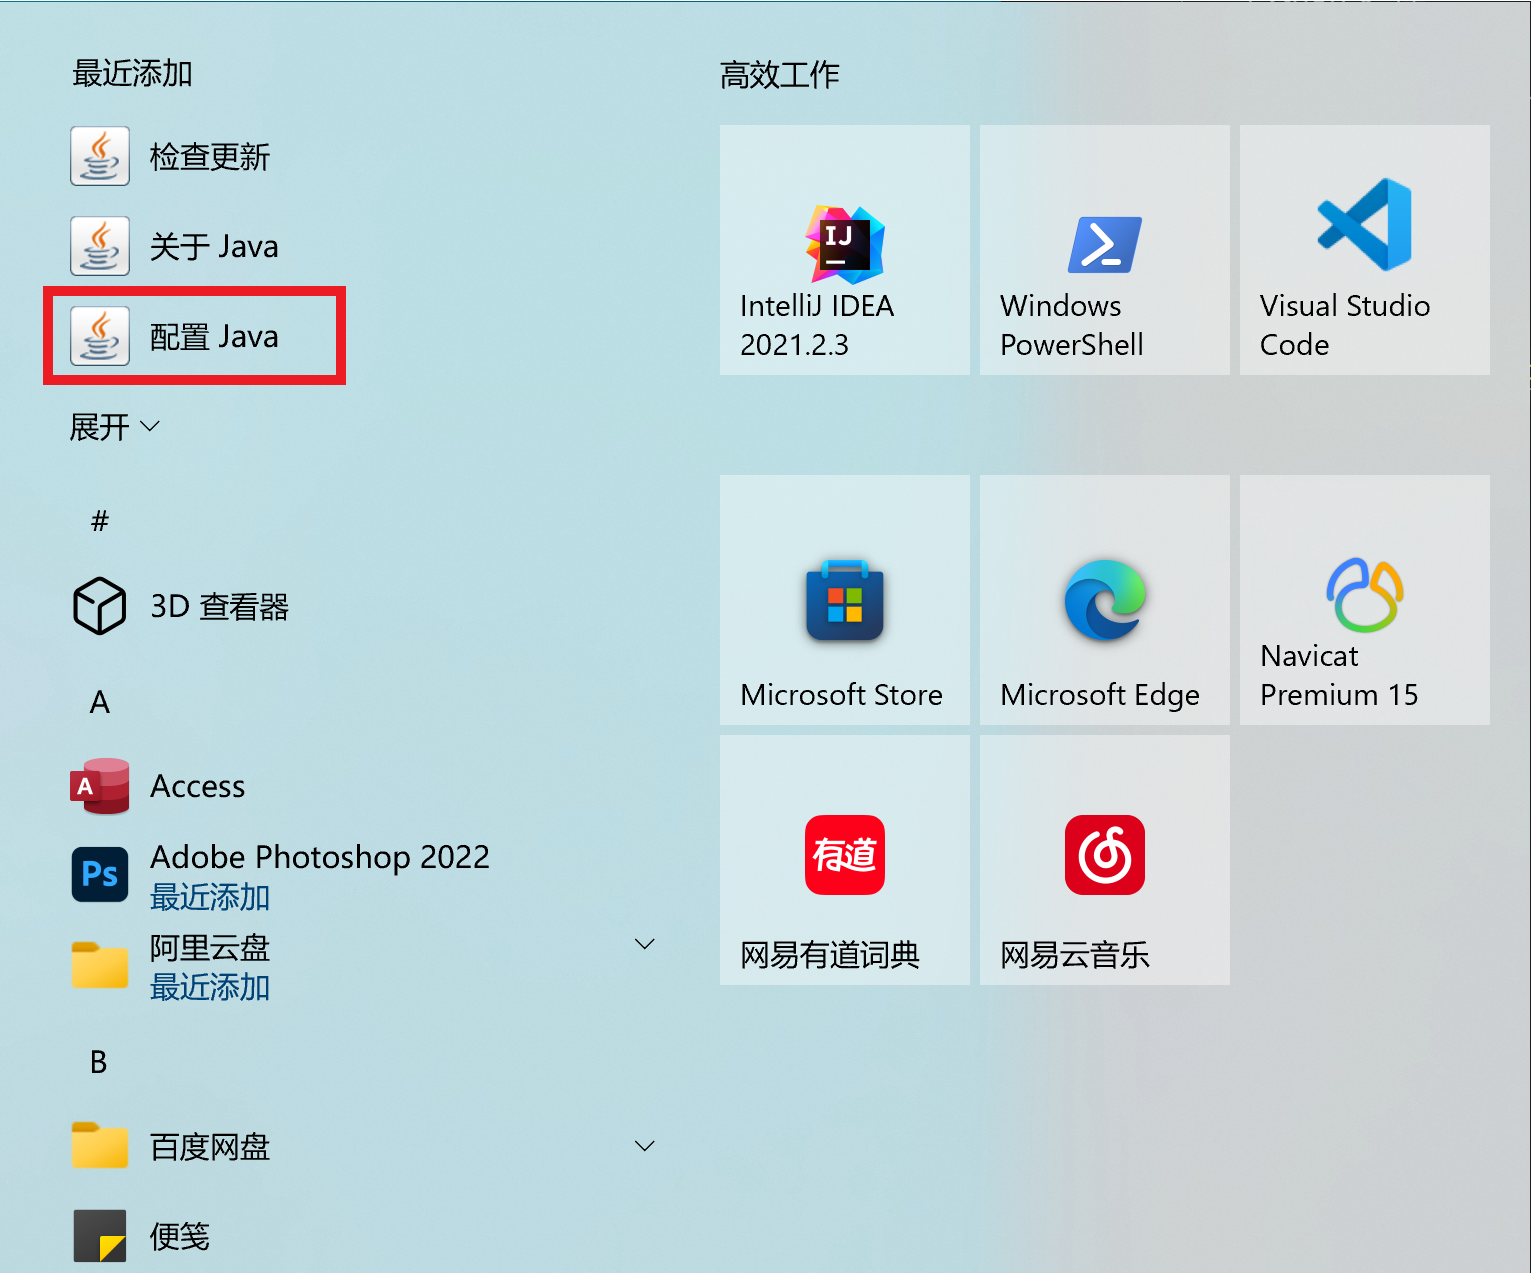 最近添加
检查更新
关于 Java
配置 Java
展开
#
3D 查看器
A
A
Access
Ps
Adobe Photoshop 2022
最近添加
阿里云盘
最近添加
B
百度网盘
便笺
高效工作
IJ
IntelliJ IDEA
2021.2.3
Windows
PowerShell
Visual Studio
Code
Microsoft Store
Microsoft Edge
Navicat
Premium 15
有道
网易有道词典
网易云音乐